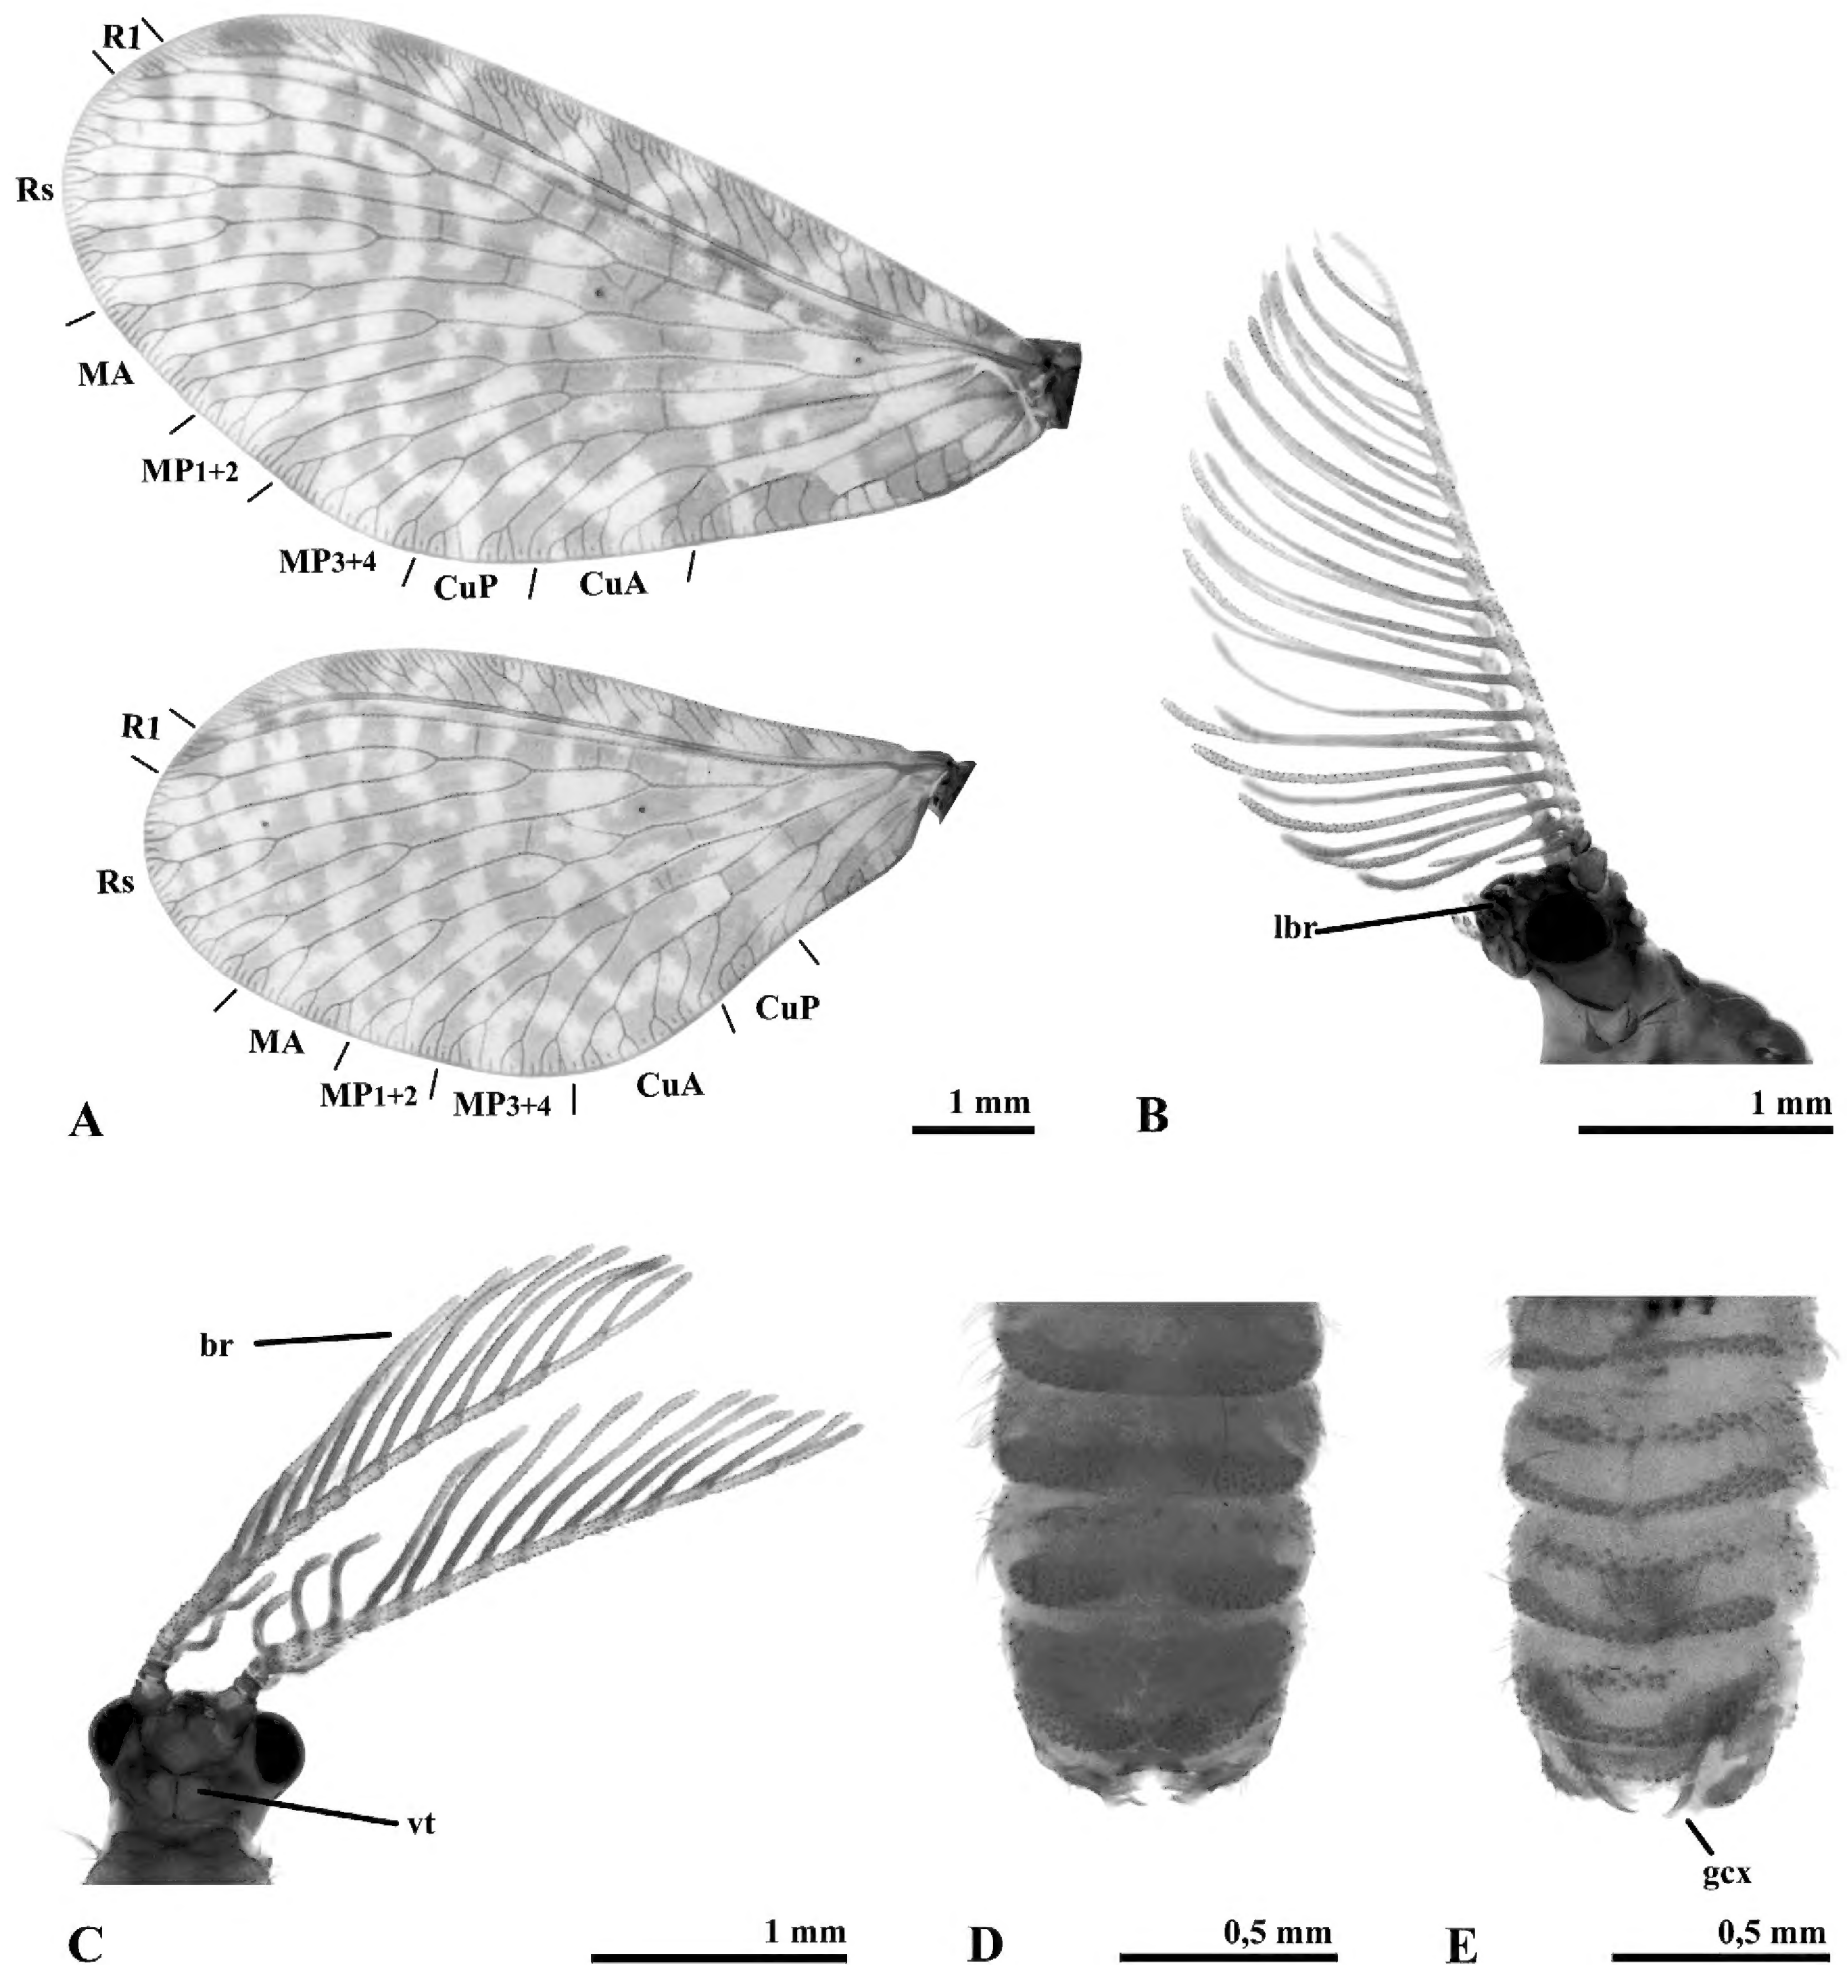 R1
Rs
MA
MP1+2
MP3+4
CuP
CuA
R1
Rs
MA
MP1+2
MP3+4
CuA
CuP
A
1 mm
lbr
B
1 mm
br
vt
C
1 mm
D
0,5 mm
gcx
E
0,5 mm